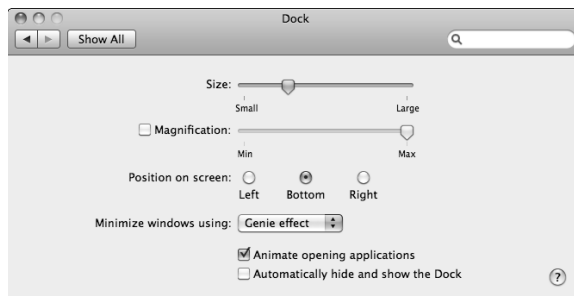 Dock
Show All
Size:
Small Large
Magnification:
Min Max
Position on screen:
Left Bottom Right
Minimize windows using: Genie effect
Animate opening applications
Automatically hide and show the Dock
?